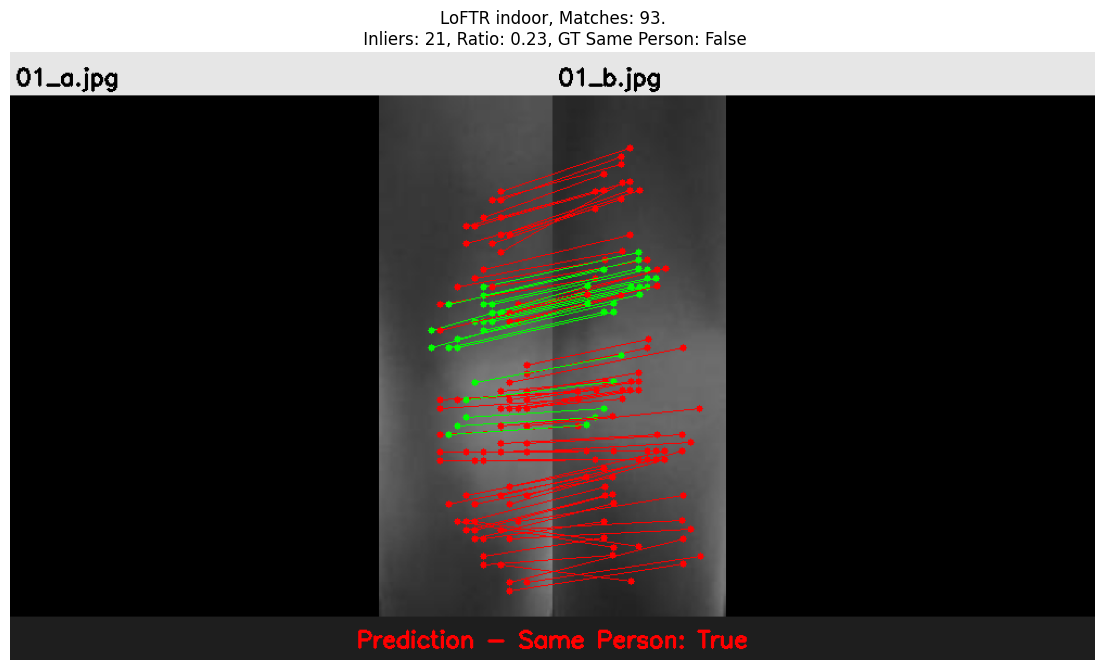 LoFTR indoor, Matches: 93.
Inliers: 21, Ratio: 0.23, GT Same Person: False
01_a.jpg
01_b.jpg
Prediction - Same Person: True